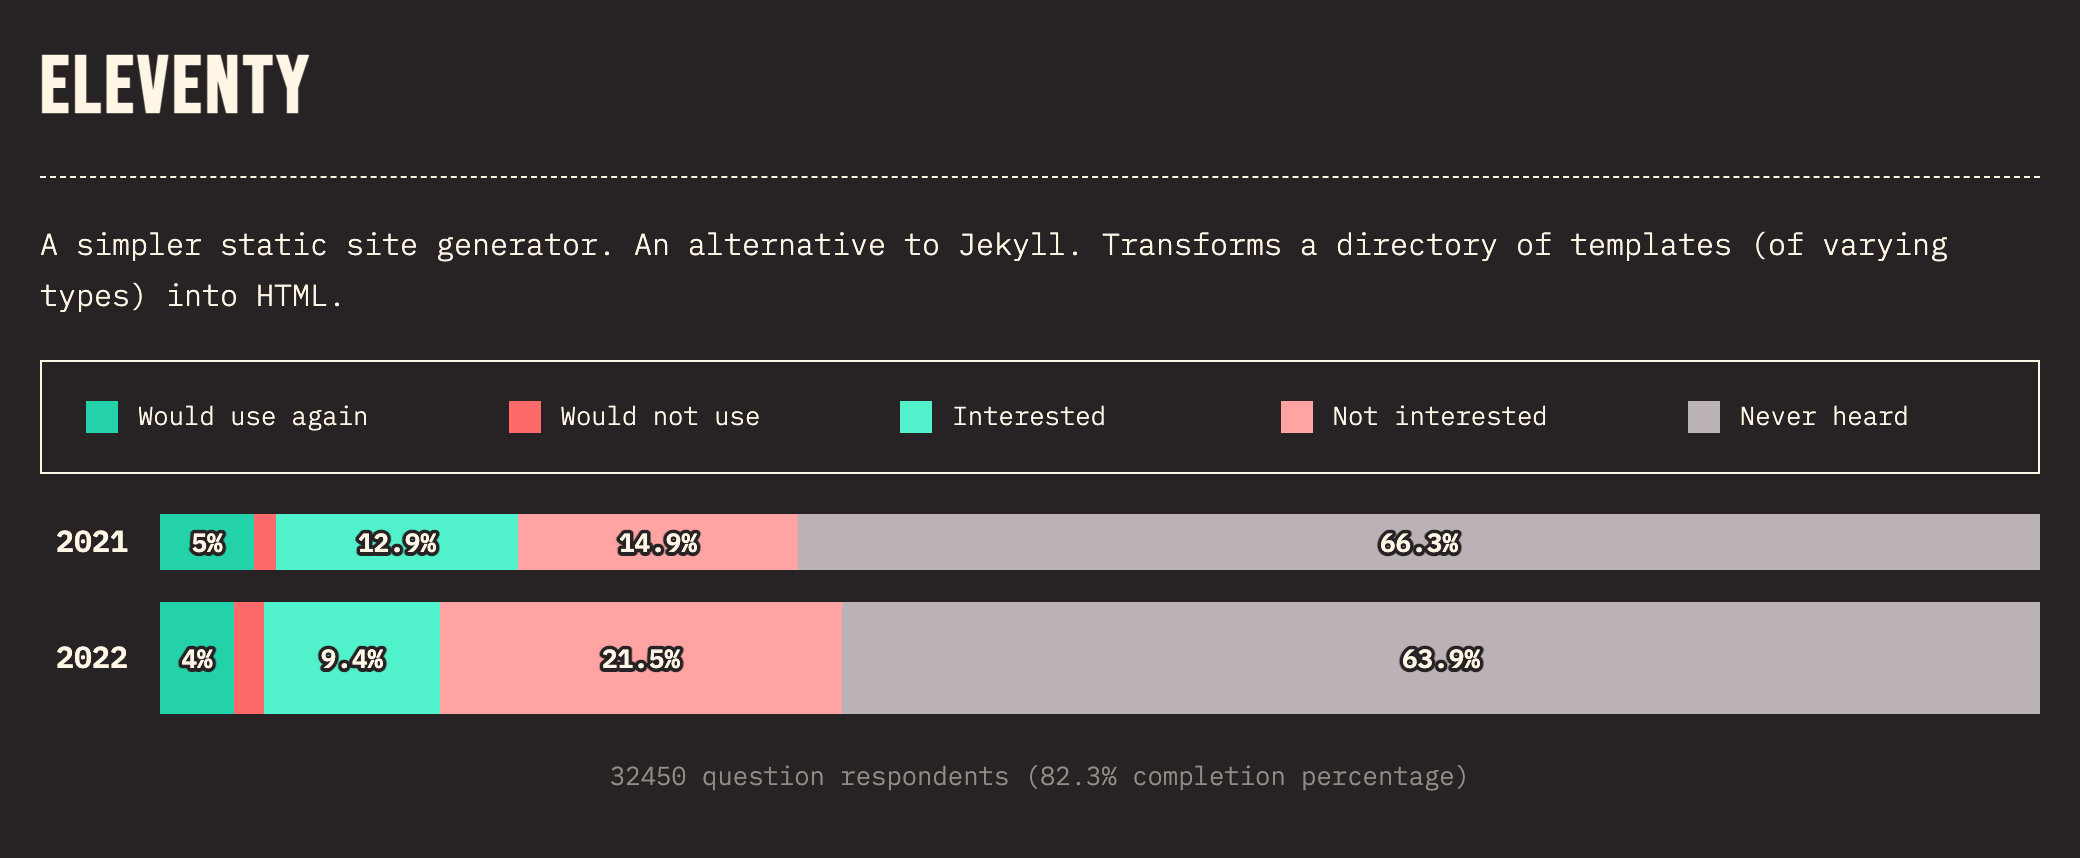 ELEVENTY
A simpler static site generator. An alternative to Jekyll. Transforms a directory of templates (of varying
types) into HTML.
Would use again Would not use Interested Not interested Never heard
2021 5% 12.9% 14.9% 66.3%
2022 4% 9.4% 21.5% 63.9%
32450 question respondents (82.3% completion percentage)